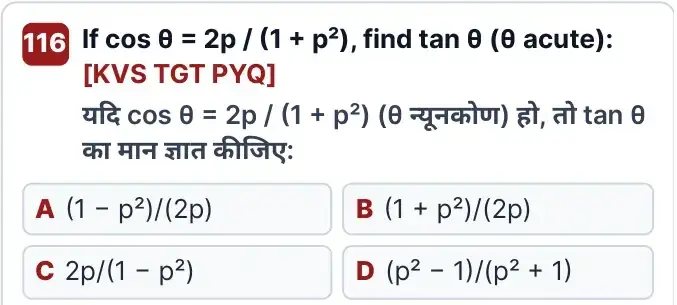 116 If cos θ = 2p / (1 + p²), find tan θ (θ acute):
[KVS TGT PYQ]
यदि cos θ = 2p / (1 + p²) (θ न्यूनकोण) हो, तो tan θ
का मान ज्ञात कीजिए:
A (1 − p²)/(2p)
B (1 + p²)/(2p)
C 2p/(1 − p²)
D (p² − 1)/(p² + 1)